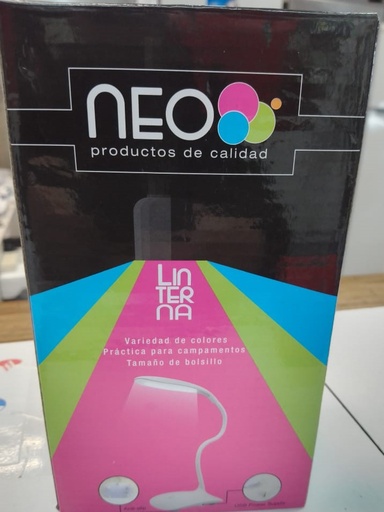 NEO
productos de calidad
LIN
TER
NA
Variedad de colores
Práctica para campamentos
Tamaño de bolsillo